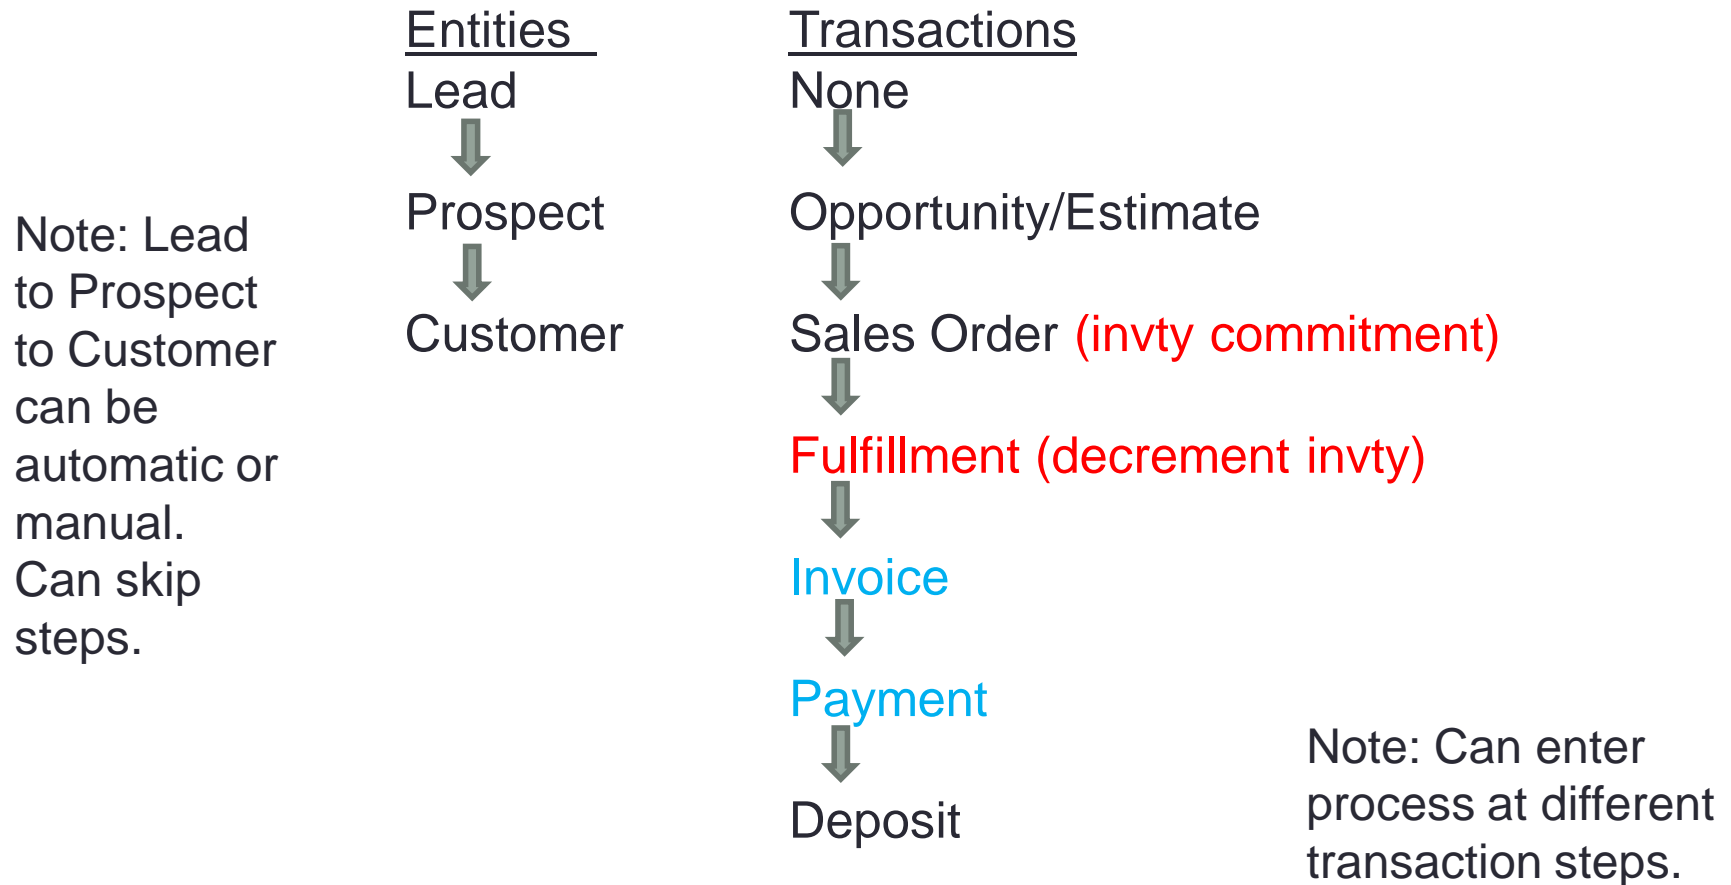 Entities
Transactions
Lead
None
Prospect
Opportunity/Estimate
Customer
Sales Order (invty commitment)
Fulfillment (decrement invty)
Invoice
Payment
Deposit
Note: Lead
to Prospect
to Customer
can be
automatic or
manual.
Can skip
steps.
Note: Can enter
process at different
transaction steps.